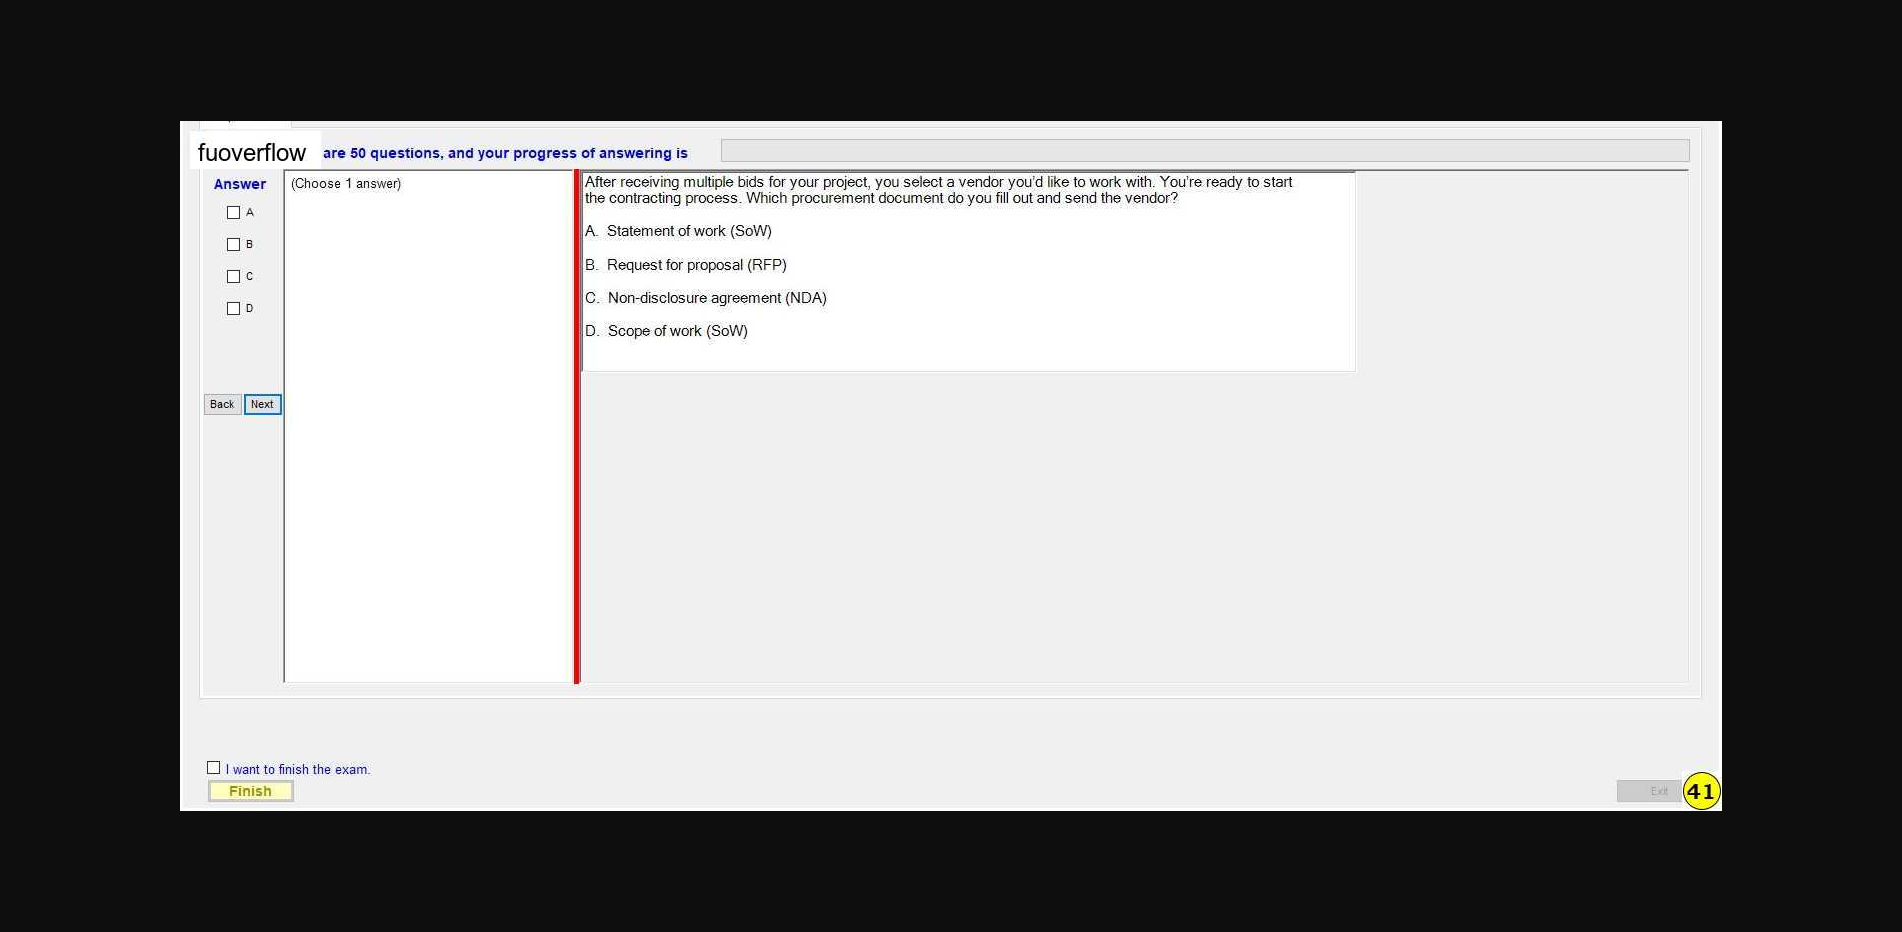 fuoverflow are 50 questions, and your progress of answering is
Answer
(Choose 1 answer)
A
B
C
D
Back Next
After receiving multiple bids for your project, you select a vendor you'd like to work with. You're ready to start
the contracting process. Which procurement document do you fill out and send the vendor?
A. Statement of work (SoW)
B. Request for proposal (RFP)
C. Non-disclosure agreement (NDA)
D. Scope of work (SoW)
I want to finish the exam.
Finish
Exit
41